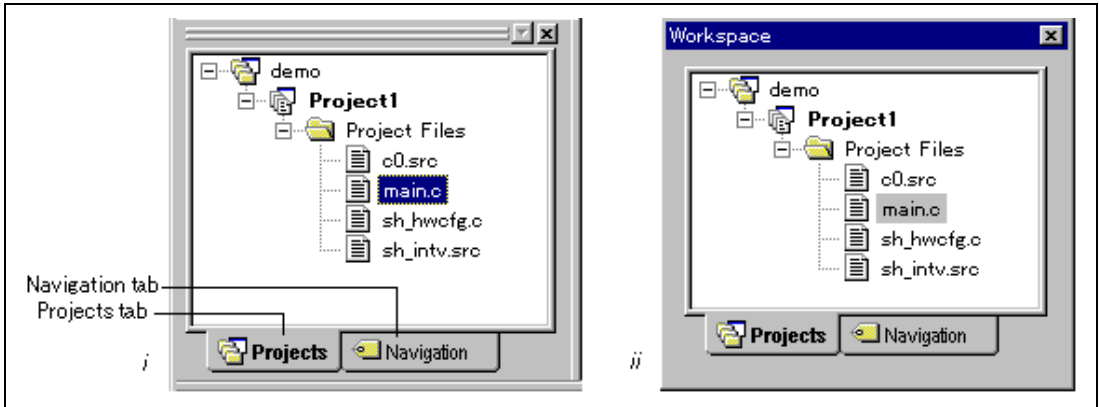 demo
Project1
Project Files
c0.src
main.c
sh_hwcfg.c
sh_intv.src
Navigation tab
Projects tab
Projects
Navigation
i
Workspace
demo
Project1
Project Files
c0.src
main.c
sh_hwcfg.c
sh_intv.src
Projects
Navigation
ii